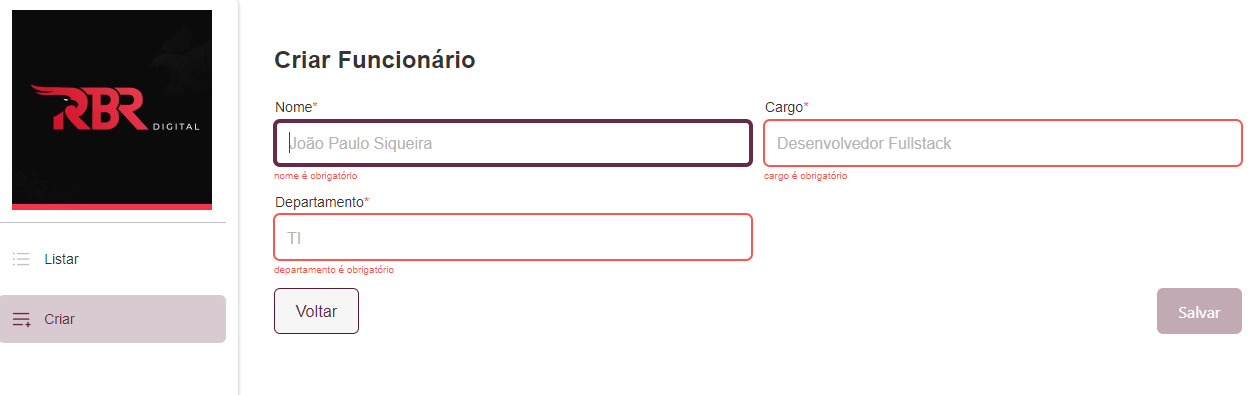 RBR
DIGITAL
Listar
Criar
Criar Funcionário
Nome*
Cargo*
João Paulo Siqueira
Desenvolvedor Fullstack
nome é obrigatório
cargo é obrigatório
Departamento*
TI
departamento é obrigatório
Voltar
Salvar